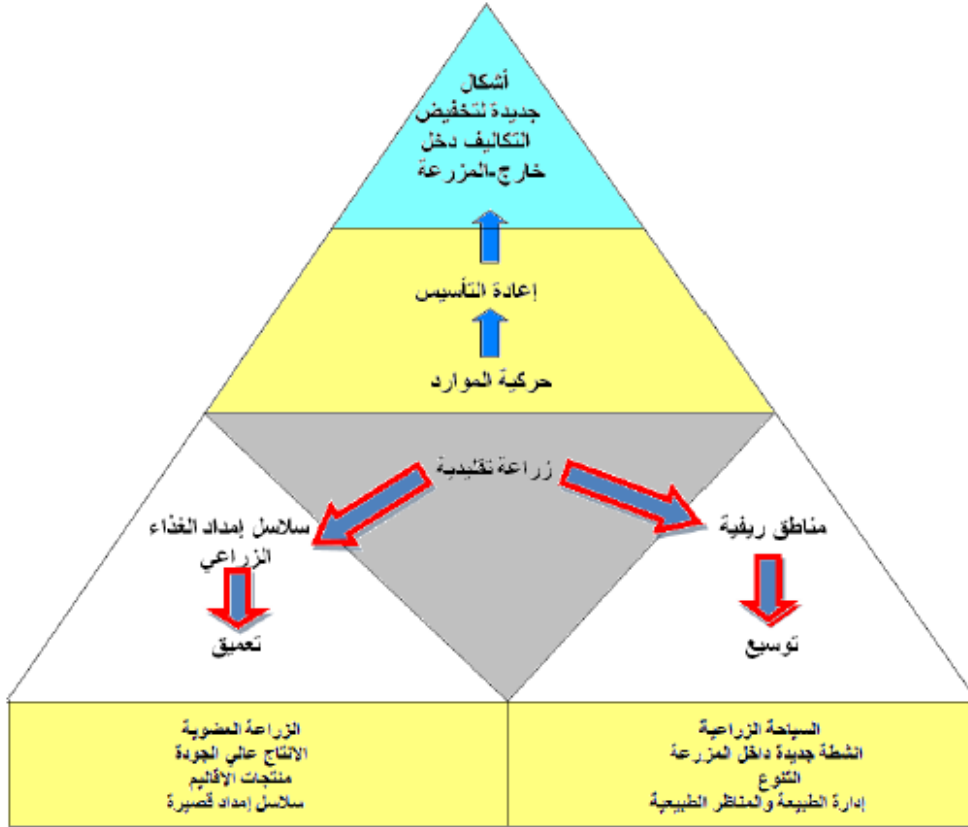 أشكال
جديدة لتخفيض
التكاليف دخل
خارج-المزرعة
إعادة التأسيس
حركية الموارد
زراعة تقليدية
مناطق ريفية
سلاسل إمداد الغذاء
الزراعي
توسيع
تعميق
السياحة الزراعية
انشطة جديدة داخل المزرعة
التنوع
إدارة الطبيعة والمناظر الطبيعية
الزراعة العضوية
الانتاج عالي الجودة
منتجات الاقاليم
سلاسل إمداد قصيرة